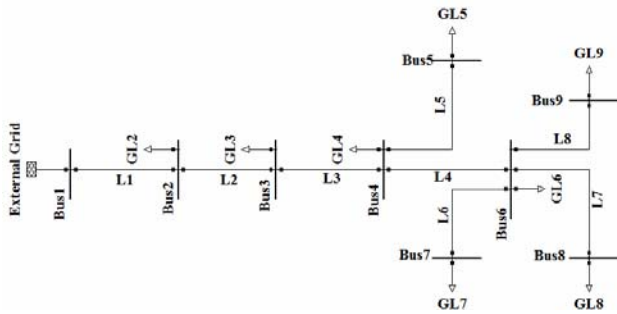 GL5
GL9
Bus5
Bus9
L5
L8
External Grid
GL2
GL3
GL4
L1
L2
L3
L4
Bus1
Bus2
Bus3
Bus4
Bus6
GL6
L6
L7
Bus7
Bus8
GL7
GL8